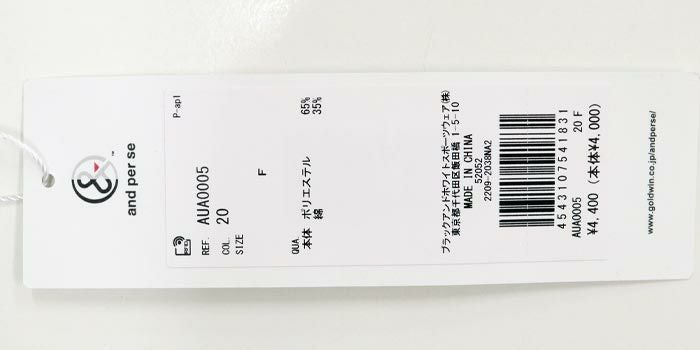 and per se
P-apl
REF. AUA0005
COL. 20
SIZE F
QUA.
本体 ポリエステル 65%
綿 35%
ブラックアンドホワイトスポーツウェア(株)
東京都千代田区飯田橋 1-5-10
MADE IN CHINA
52052
2209-2038NA2
4543107541831
AUA0005 20 F
¥4,400 (本体¥4,000)
www.goldwin.co.jp/andperse/